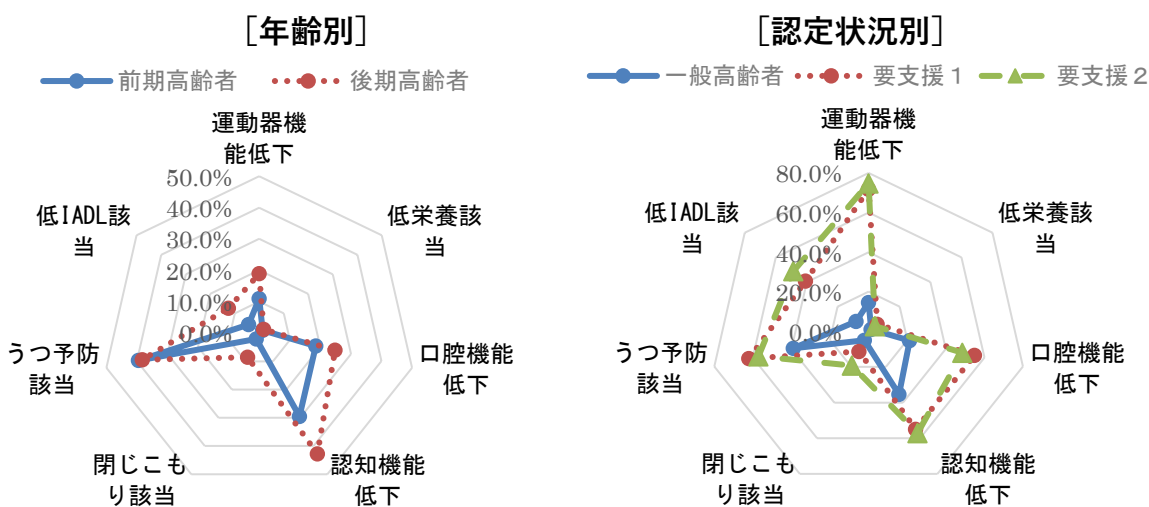 [年齢別]
前期高齢者
後期高齢者
運動器機
能低下
50.0%
40.0%
30.0%
20.0%
10.0%
0.0%
低栄養該
当
口腔機能
低下
認知機能
低下
閉じこも
り該当
うつ予防
該当
低IADL該
当
[認定状況別]
一般高齢者
要支援１
要支援２
運動器機
能低下
80.0%
60.0%
40.0%
20.0%
0.0%
低栄養該
当
口腔機能
低下
認知機能
低下
閉じこも
り該当
うつ予防
該当
低IADL該
当